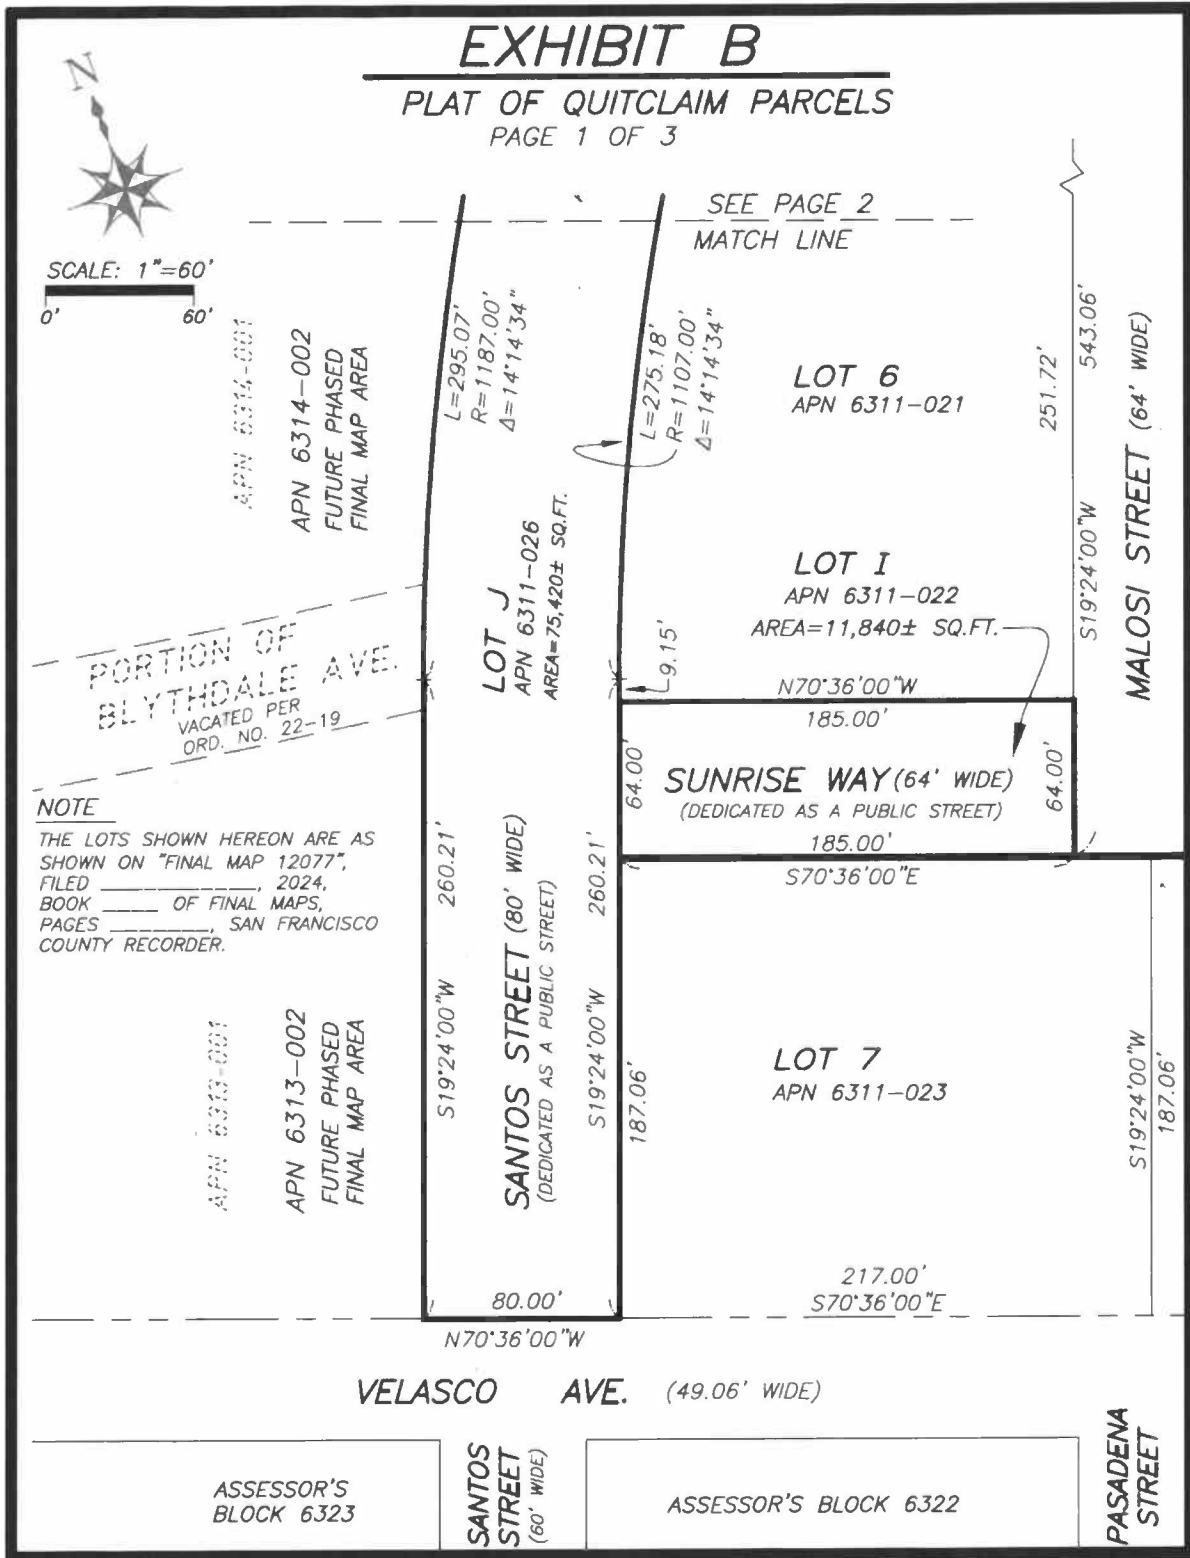 EXHIBIT B
PLAT OF QUITCLAIM PARCELS
PAGE 1 OF 3
N
SCALE: 1"=60'
0' 60'
SEE PAGE 2
MATCH LINE
L=295.07'
R=1187.00'
Δ=14°14'34"
L=275.18'
R=1107.00'
Δ=14°14'34"
LOT 6
APN 6311-021
251.72'
543.06'
S19°24'00"W
MALOSI STREET (64' WIDE)
APN 6314-001
APN 6314-002
FUTURE PHASED
FINAL MAP AREA
LOT J
APN 6311-026
AREA=75,420± SQ.FT.
LOT I
APN 6311-022
AREA=11,840± SQ.FT.
9.15'
N70°36'00"W
185.00'
64.00'
SUNRISE WAY (64' WIDE)
(DEDICATED AS A PUBLIC STREET)
64.00'
185.00'
S70°36'00"E
PORTION OF
BLYTHDALE AVE.
VACATED PER
ORD. NO. 22-19
NOTE
THE LOTS SHOWN HEREON ARE AS
SHOWN ON "FINAL MAP 12077",
FILED ____________, 2024,
BOOK _____ OF FINAL MAPS,
PAGES ________, SAN FRANCISCO
COUNTY RECORDER.
S19°24'00"W 260.21'
SANTOS STREET (80' WIDE)
(DEDICATED AS A PUBLIC STREET)
S19°24'00"W 260.21'
187.06'
LOT 7
APN 6311-023
S19°24'00"W
187.06'
APN 6313-001
APN 6313-002
FUTURE PHASED
FINAL MAP AREA
80.00'
N70°36'00"W
217.00'
S70°36'00"E
VELASCO AVE. (49.06' WIDE)
ASSESSOR'S
BLOCK 6323
SANTOS
STREET
(60' WIDE)
ASSESSOR'S BLOCK 6322
PASADENA
STREET